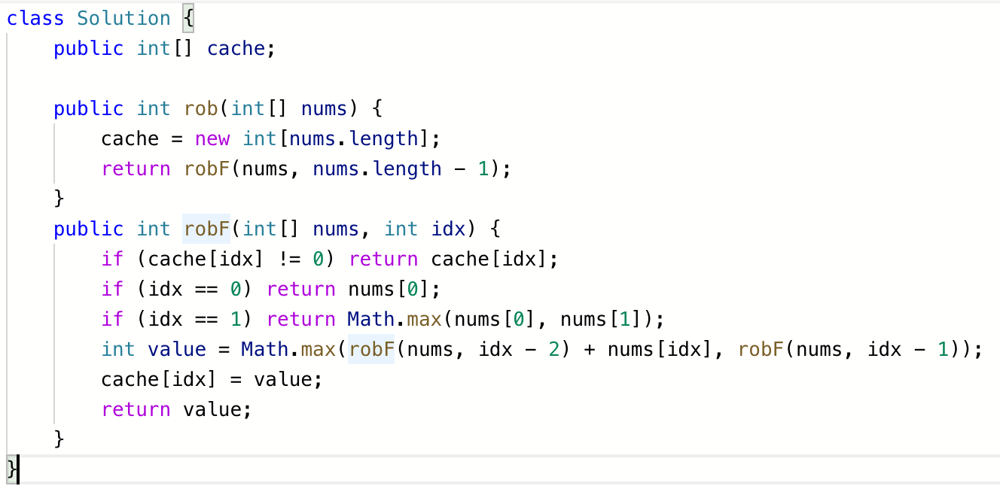 class Solution {
    public int[] cache;

    public int rob(int[] nums) {
        cache = new int[nums.length];
        return robF(nums, nums.length - 1);
    }
    public int robF(int[] nums, int idx) {
        if (cache[idx] != 0) return cache[idx];
        if (idx == 0) return nums[0];
        if (idx == 1) return Math.max(nums[0], nums[1]);
        int value = Math.max(robF(nums, idx - 2) + nums[idx], robF(nums, idx - 1));
        cache[idx] = value;
        return value;
    }
}